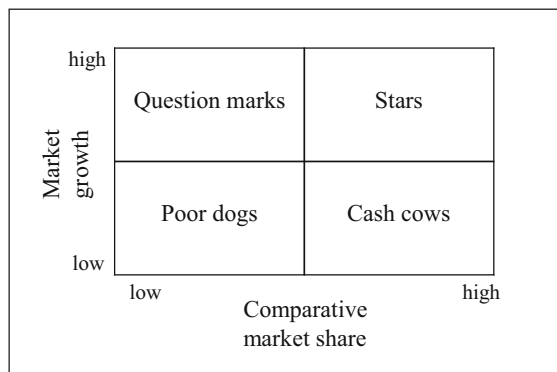 high
Question marks
Stars
Market
growth
Poor dogs
Cash cows
low
low
high
Comparative
market share